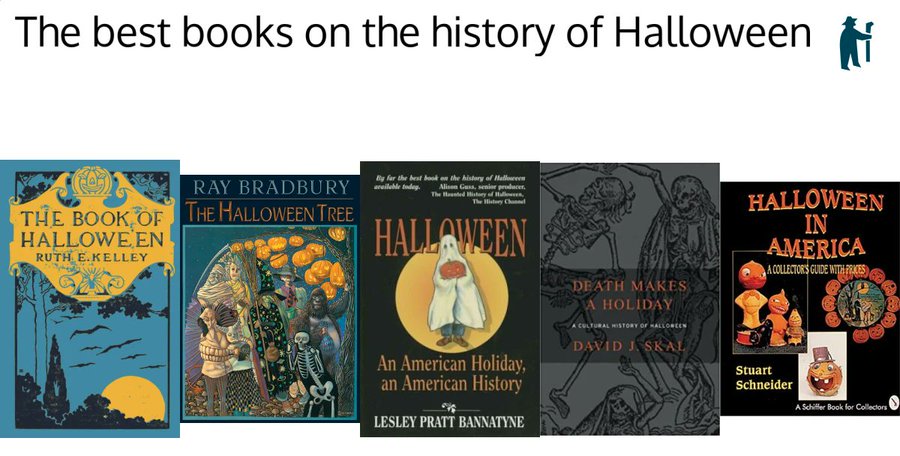 The best books on the history of Halloween
THE BOOK OF
HALLOWE'EN
RUTH E. KELLEY
RAY BRADBURY
THE HALLOWEEN TREE
By far the best book on the history of Halloween
available today. Alison Guss, senior producer,
The Haunted History of Halloween,
The History Channel
HALLOWEEN
An American Holiday,
an American History
LESLEY PRATT BANNATYNE
DEATH MAKES
A HOLIDAY
A CULTURAL HISTORY OF HALLOWEEN
DAVID J. SKAL
HALLOWEEN
IN
AMERICA
A COLLECTOR'S GUIDE WITH PRICES
Stuart
Schneider
A Schiffer Book for Collectors